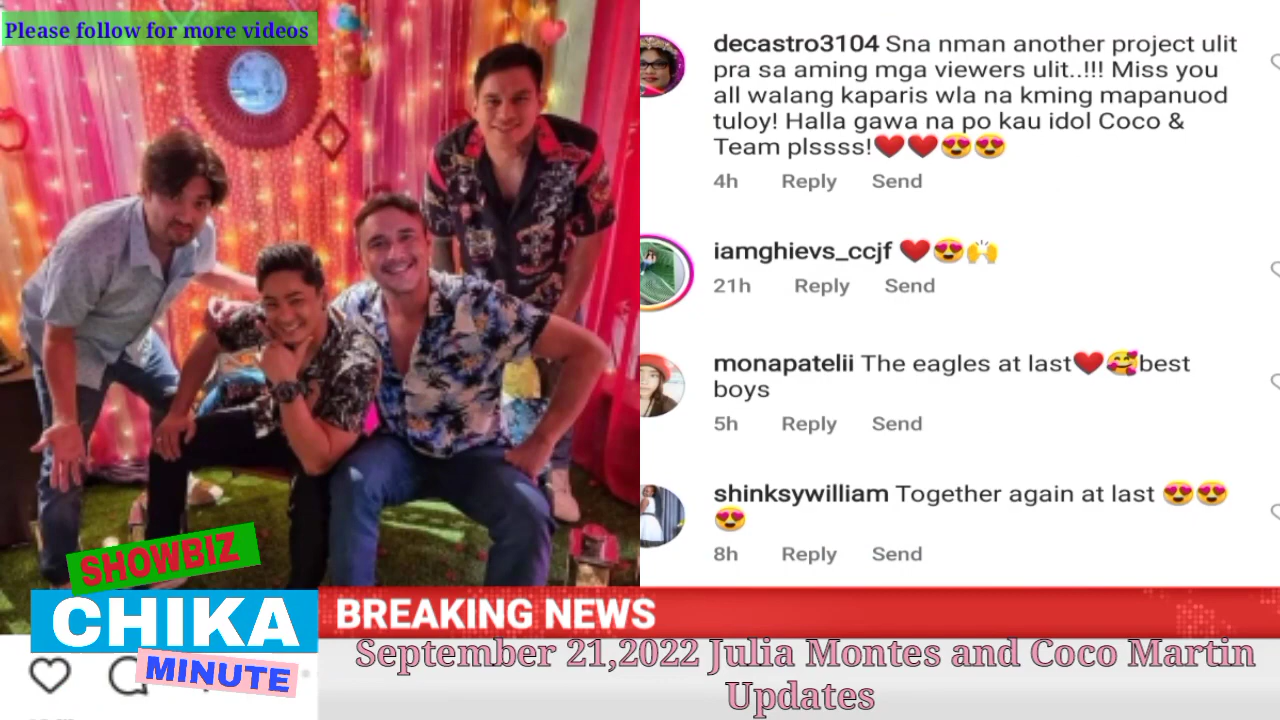 Please follow for more videos
decastro3104 Sna nman another project ulit
pra sa aming mga viewers ulit..!!! Miss you
all walang kaparis wla na kming mapanuod
tuloy! Halla gawa na po kau idol Coco &
Team plssss!❤️❤️😍😍
4h Reply Send
iamghievs_ccjf ❤️😍🙌
21h Reply Send
monapatelii The eagles at last❤️🥰best
boys
5h Reply Send
shinksywilliam Together again at last 😍😍
😍
8h Reply Send
SHOWBIZ
CHIKA
MINUTE
BREAKING NEWS
September 21,2022 Julia Montes and Coco Martin
Updates